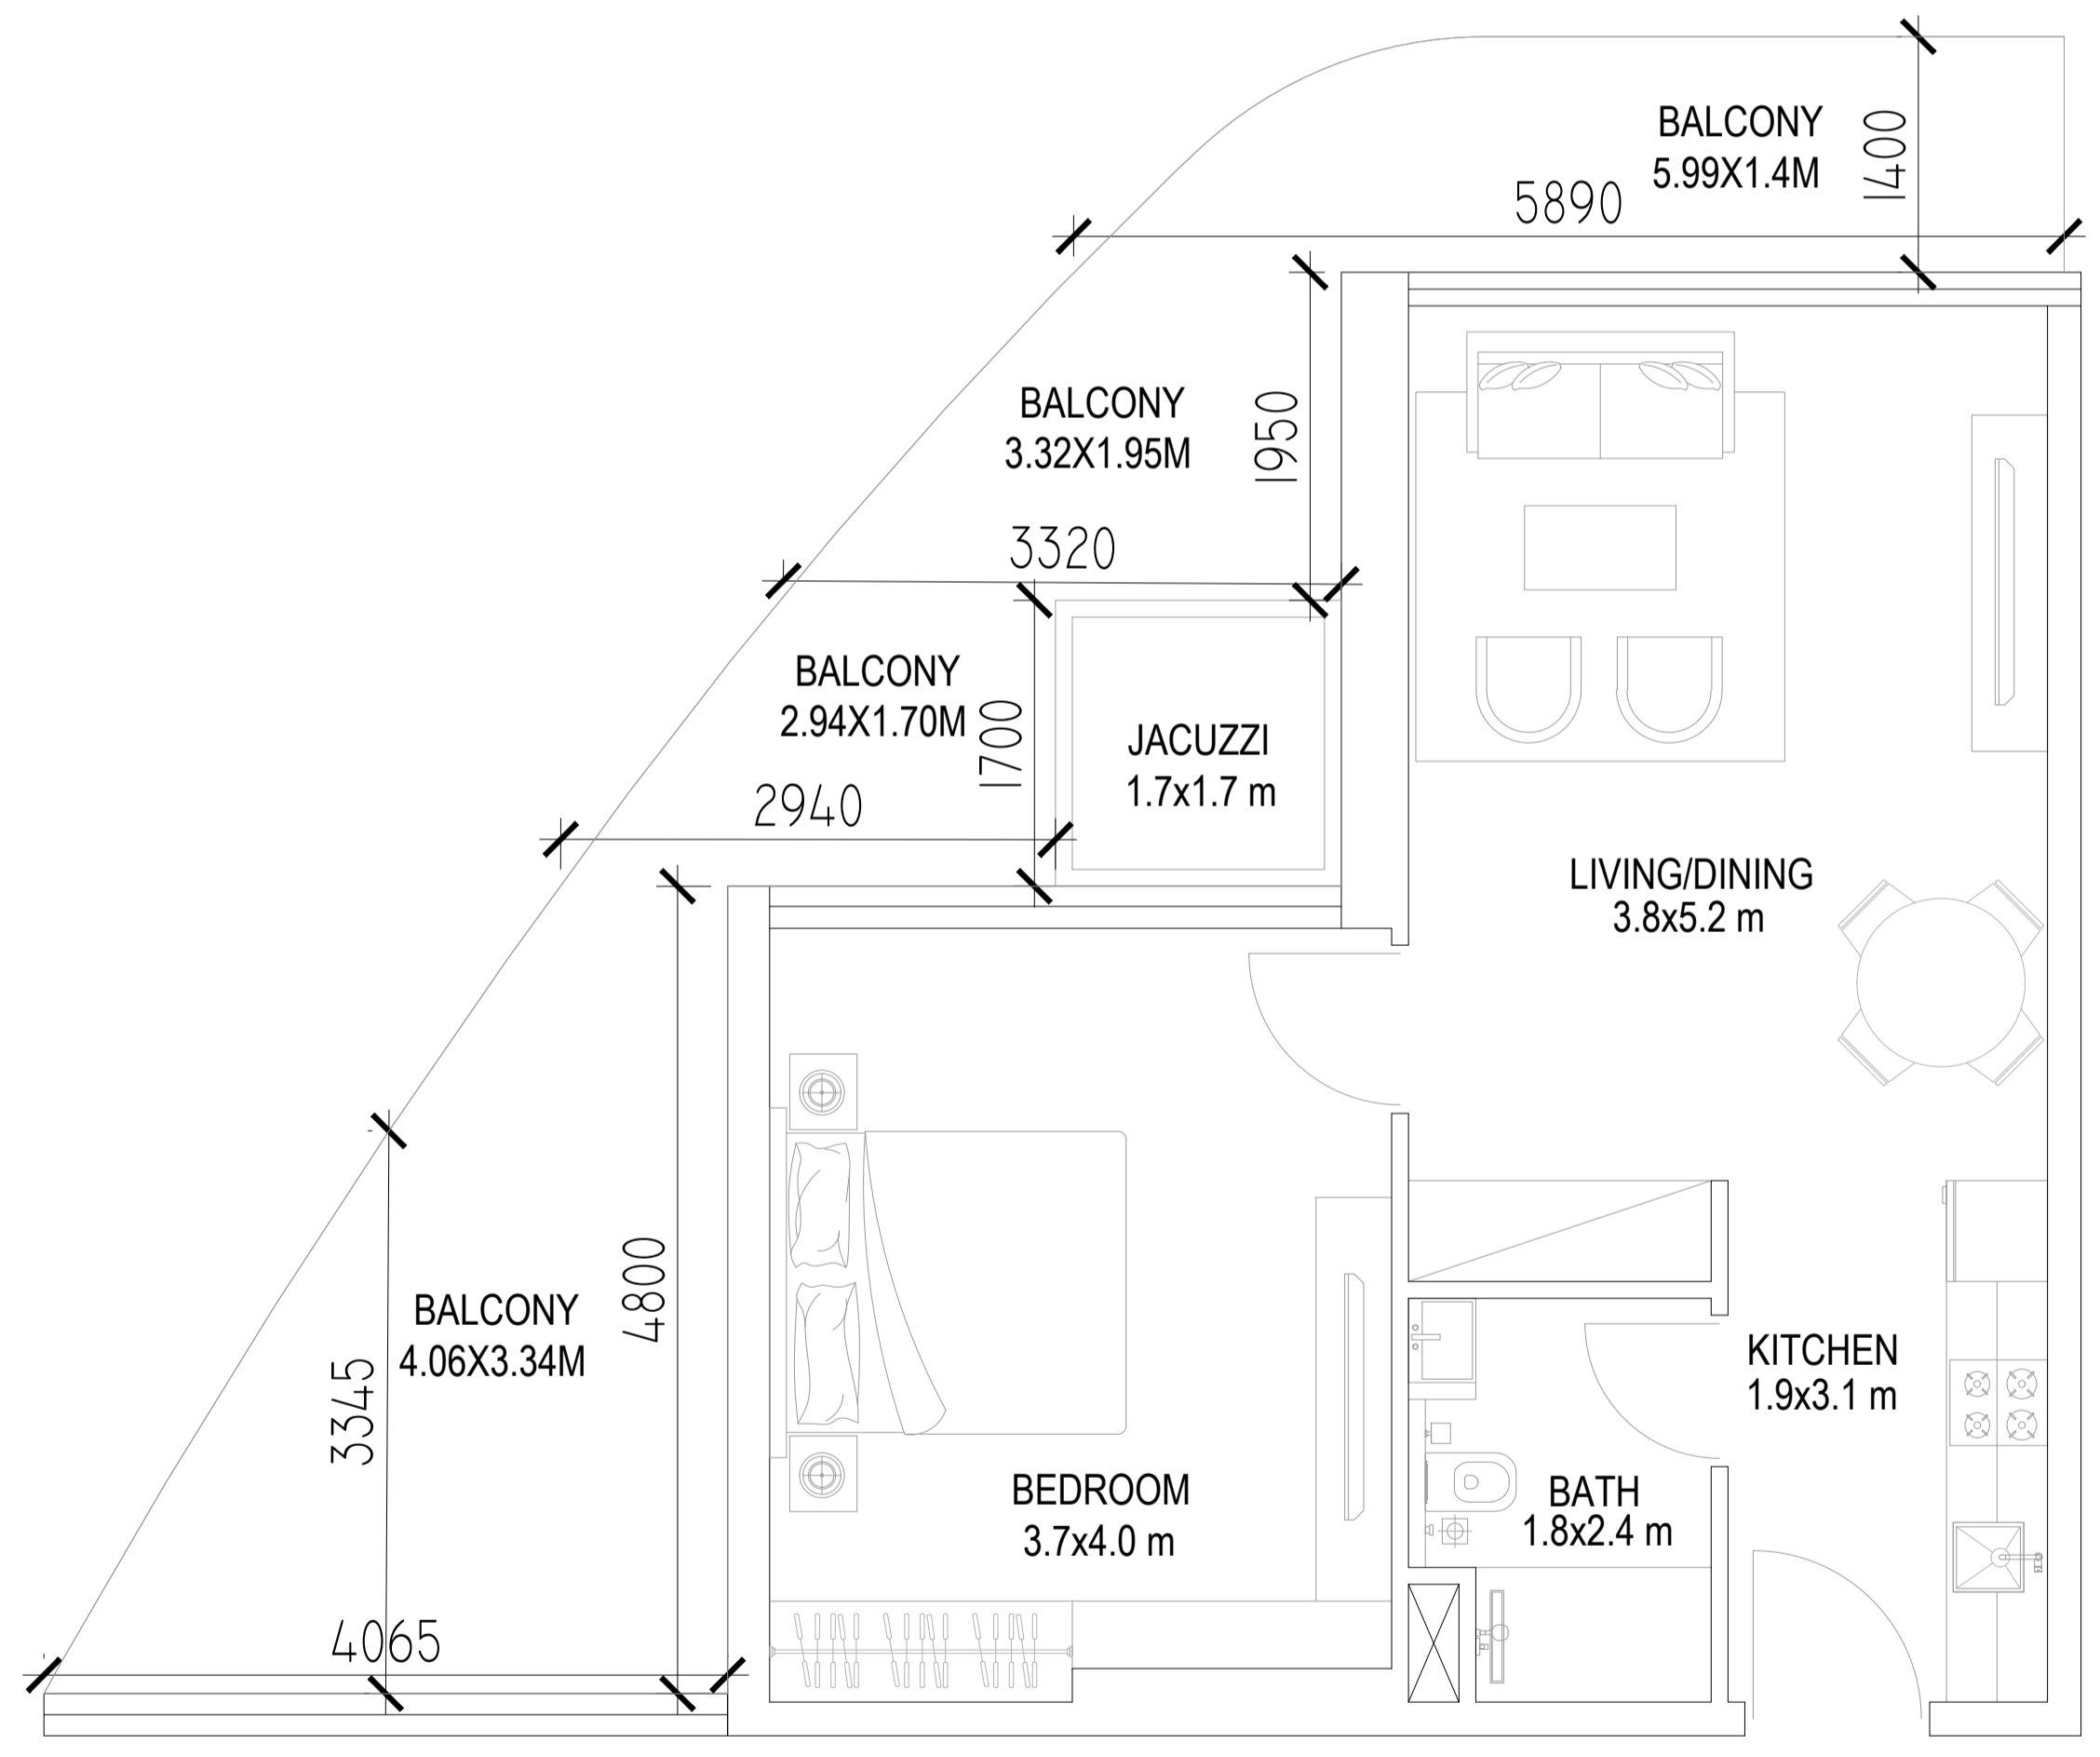 BALCONY
5.99X1.4M
1400
5890
BALCONY
3.32X1.95M
1950
3320
BALCONY
2.94X1.70M
1700
2940
JACUZZI
1.7x1.7 m
LIVING/DINING
3.8x5.2 m
BALCONY
4.06X3.34M
4800
3345
4065
BEDROOM
3.7x4.0 m
KITCHEN
1.9x3.1 m
BATH
1.8x2.4 m